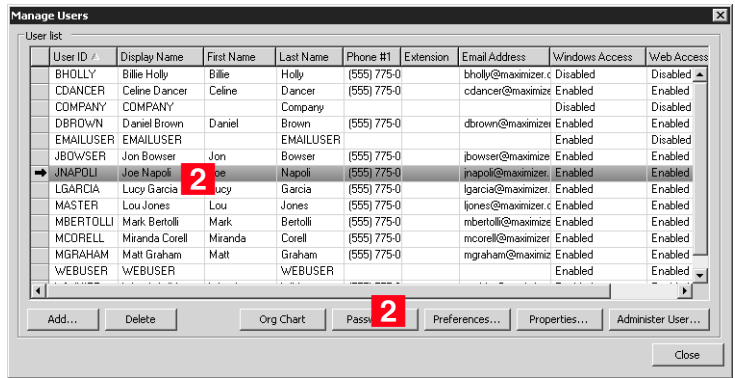 Manage Users
User list
User ID Display Name First Name Last Name Phone #1 Extension Email Address Windows Access Web Access
BHOLLY Billie Holly Billie Holly (555) 775-0 bholly@maximizer.c Disabled Disabled
CDANCER Celine Dancer Celine Dancer (555) 775-0 cdancer@maximize Enabled Enabled
COMPANY COMPANY Company Disabled Disabled
DBROWN Daniel Brown Daniel Brown (555) 775-0 dbrown@maximizer Enabled Enabled
EMAILUSER EMAILUSER EMAILUSER Enabled Disabled
JBOWSER Jon Bowser Jon Bowser (555) 775-0 jbowser@maximize Enabled Enabled
JNAPOLI Joe Napoli 2 oe Napoli (555) 775-0 jnapoli@maximizer. Enabled Enabled
LGARCIA Lucy Garcia ucy Garcia (555) 775-0 lgarcia@maximizer. Enabled Enabled
MASTER Lou Jones Lou Jones (555) 775-0 ljones@maximizer.c Enabled Enabled
MBERTOLLI Mark Bertolli Mark Bertolli (555) 775-0 mbertolli@maximize Enabled Enabled
MCORELL Miranda Corell Miranda Corell (555) 775-0 mcorell@maximizer Enabled Enabled
MGRAHAM Matt Graham Matt Graham (555) 775-0 mgraham@maximiz Enabled Enabled
WEBUSER WEBUSER WEBUSER Enabled Enabled
Add... Delete Org Chart Passw 2 Preferences... Properties... Administer User...
Close